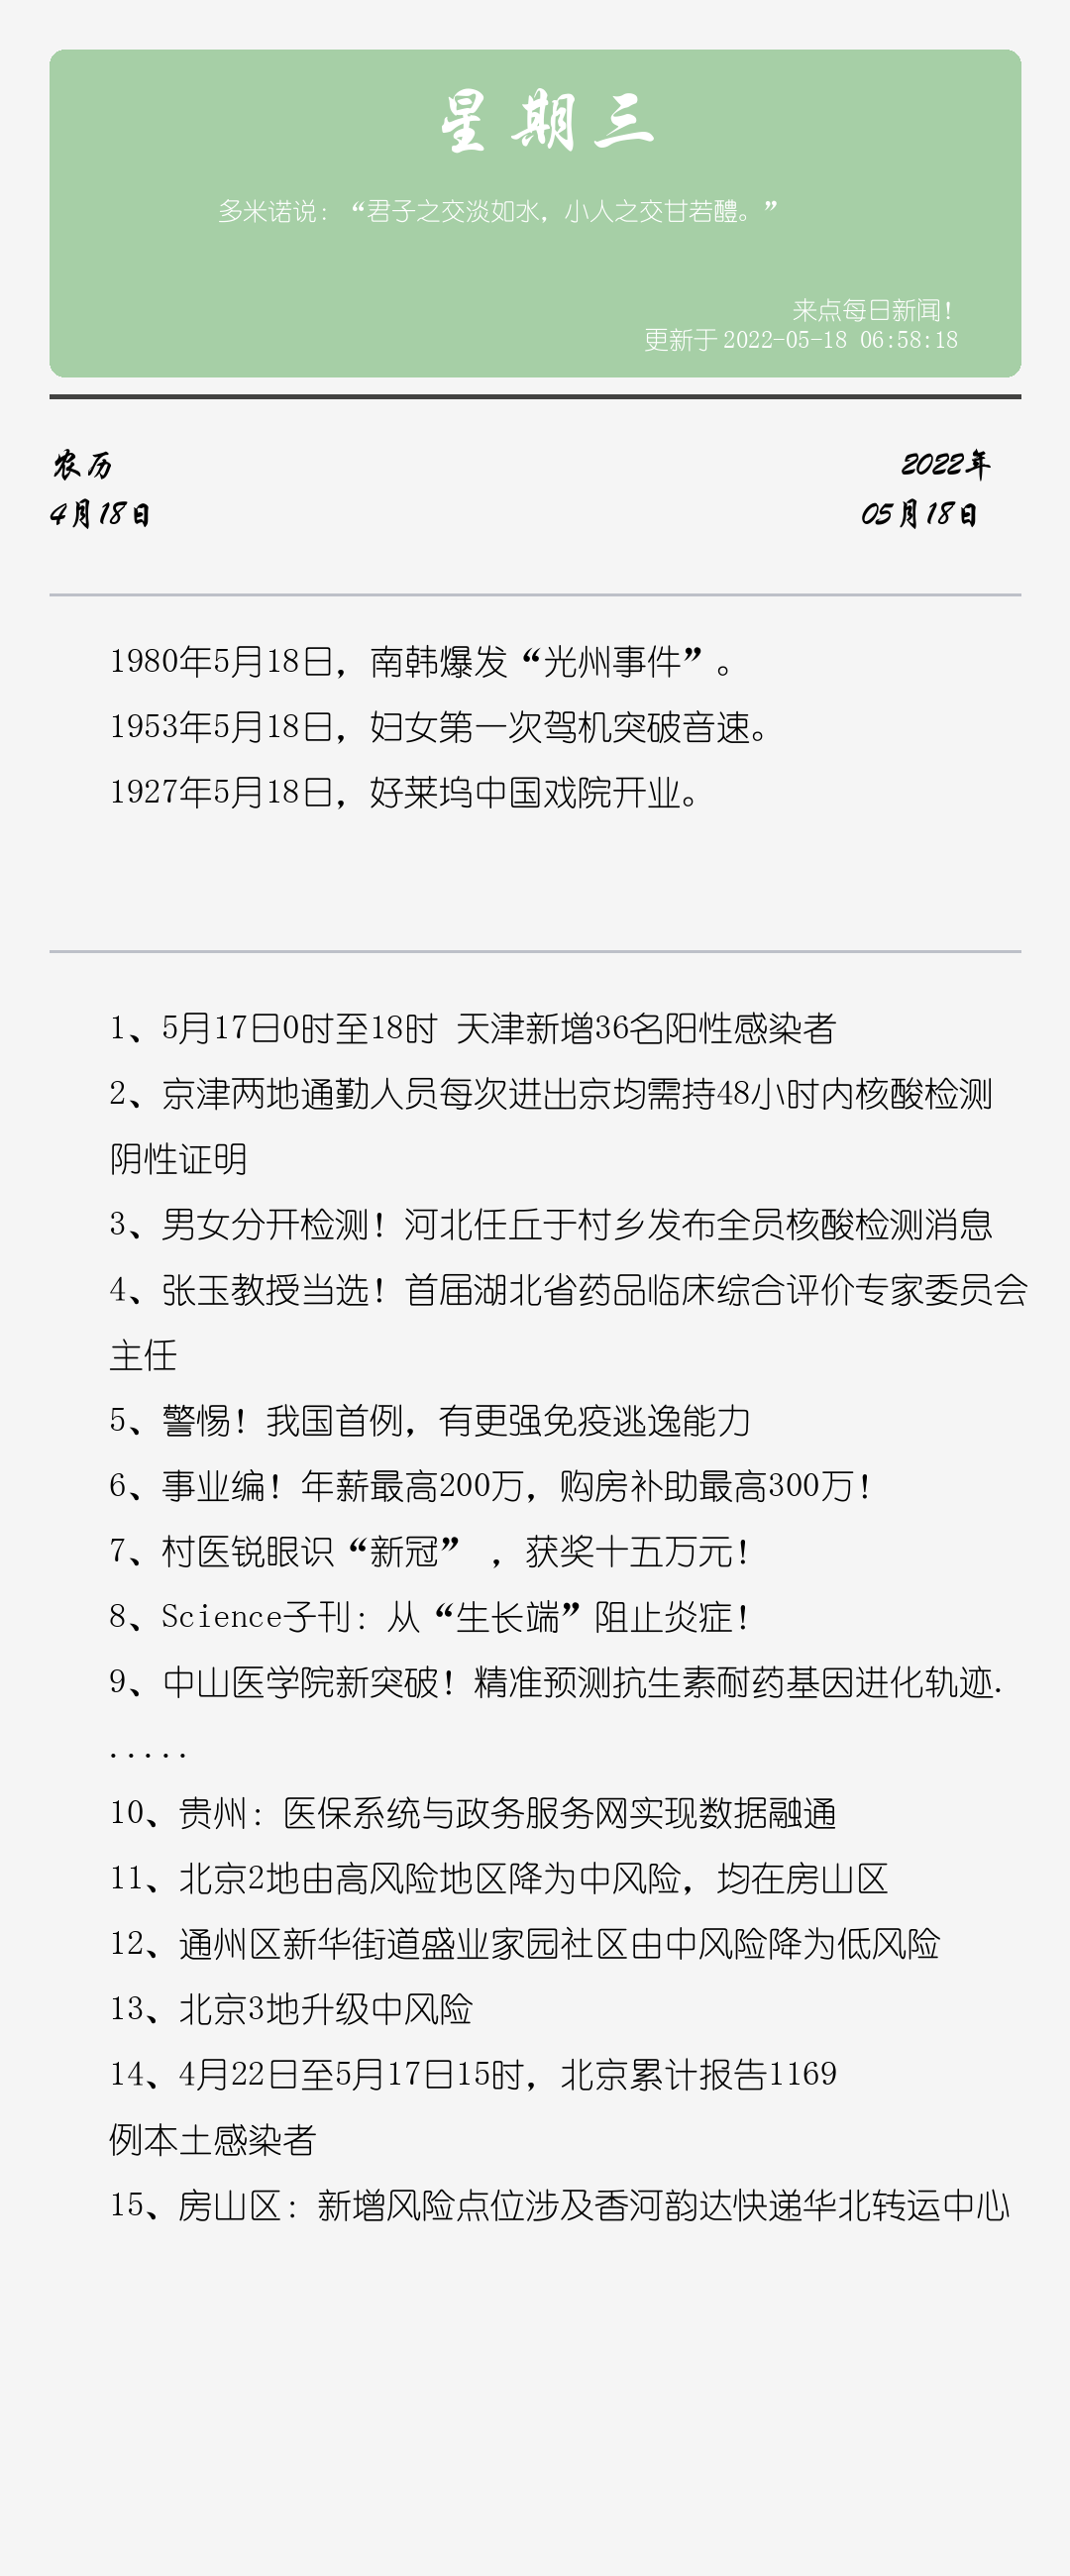 星期三
多米诺说：“君子之交淡如水，小人之交甘若醴。”
来点每日新闻！
更新于2022-05-18 06:58:18
农历
2022年
4月18日
05月18日
1980年5月18日，南韩爆发“光州事件”。
1953年5月18日，妇女第一次驾机突破音速。
1927年5月18日，好莱坞中国戏院开业。
1、5月17日0时至18时 天津新增36名阳性感染者
2、京津两地通勤人员每次进出京均需持48小时内核酸检测
阴性证明
3、男女分开检测！河北任丘于村乡发布全员核酸检测消息
4、张玉教授当选！首届湖北省药品临床综合评价专家委员会
主任
5、警惕！我国首例，有更强免疫逃逸能力
6、事业编！年薪最高200万，购房补助最高300万！
7、村医锐眼识“新冠” ，获奖十五万元！
8、Science子刊：从“生长端”阻止炎症！
9、中山医学院新突破！精准预测抗生素耐药基因进化轨迹.
.....
10、贵州：医保系统与政务服务网实现数据融通
11、北京2地由高风险地区降为中风险，均在房山区
12、通州区新华街道盛业家园社区由中风险降为低风险
13、北京3地升级中风险
14、4月22日至5月17日15时，北京累计报告1169
例本土感染者
15、房山区：新增风险点位涉及香河韵达快递华北转运中心